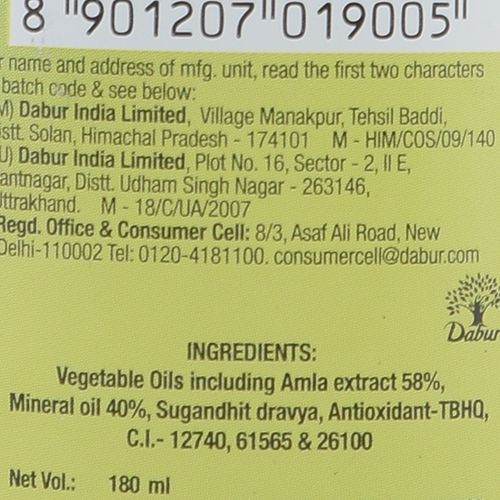 8 "901207"019005"
r name and address of mfg. unit, read the first two characters
batch code & see below:
M) Dabur India Limited, Village Manakpur, Tehsil Baddi,
istt. Solan, Himachal Pradesh - 174101 M - HIM/COS/09/140
U) Dabur India Limited, Plot No. 16, Sector - 2, II E,
antnagar, Distt. Udham Singh Nagar - 263146,
Uttrakhand. M - 18/C/UA/2007
Regd. Office & Consumer Cell: 8/3, Asaf Ali Road, New
Delhi-110002 Tel: 0120-4181100. consumercell@dabur.com
Dabur
INGREDIENTS:
Vegetable Oils including Amla extract 58%,
Mineral oil 40%, Sugandhit dravya, Antioxidant-TBHQ,
C.I.- 12740, 61565 & 26100
Net Vol.: 180 ml